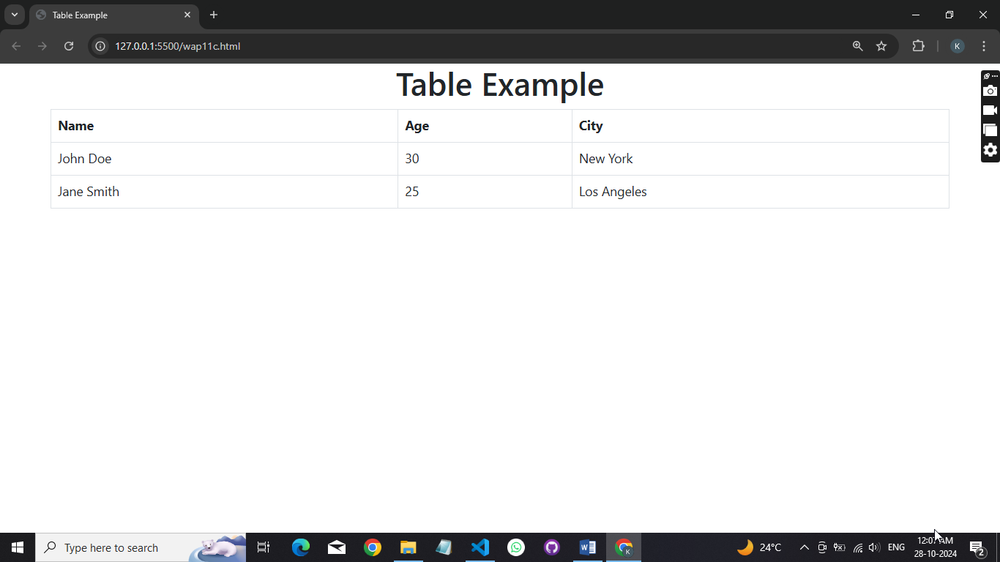 Table Example
127.0.0.1:5500/wap11c.html
K
Table Example
Name Age City
John Doe 30 New York
Jane Smith 25 Los Angeles
Type here to search
K
24°C
ENG
12:07 AM
28-10-2024
2